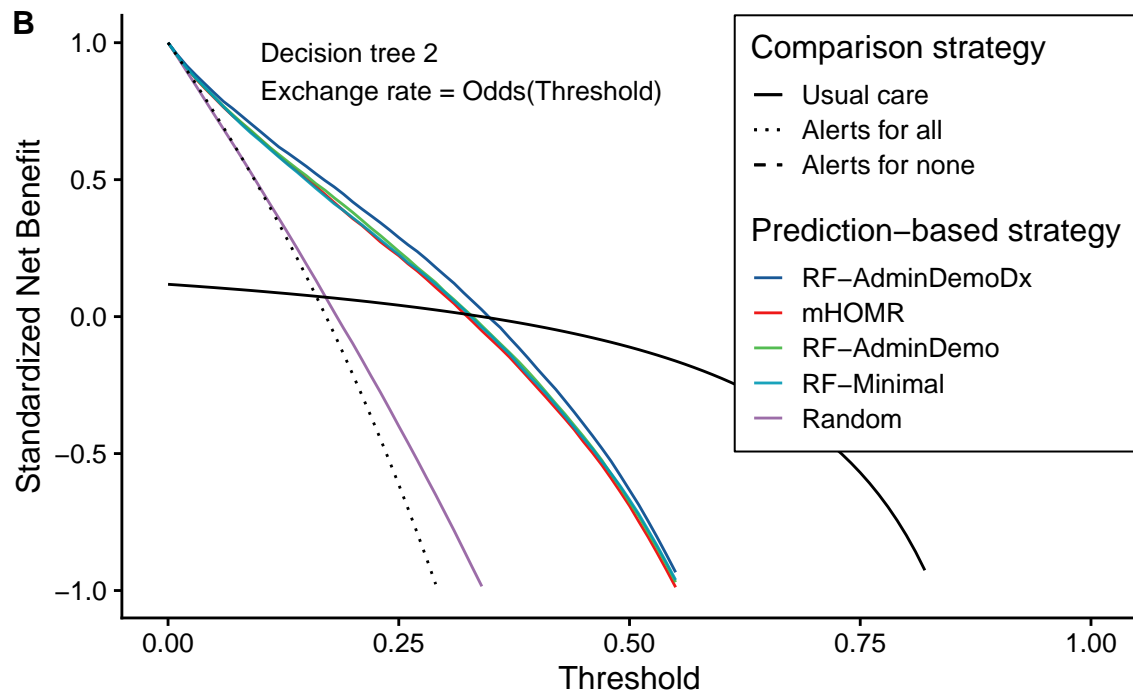 B
Decision tree 2
Exchange rate = Odds(Threshold)
Comparison strategy
Usual care
Alerts for all
Alerts for none
Prediction−based strategy
RF−AdminDemoDx
mHOMR
RF−AdminDemo
RF−Minimal
Random
Standardized Net Benefit
1.0
0.5
0.0
−0.5
−1.0
0.00
0.25
0.50
0.75
1.00
Threshold